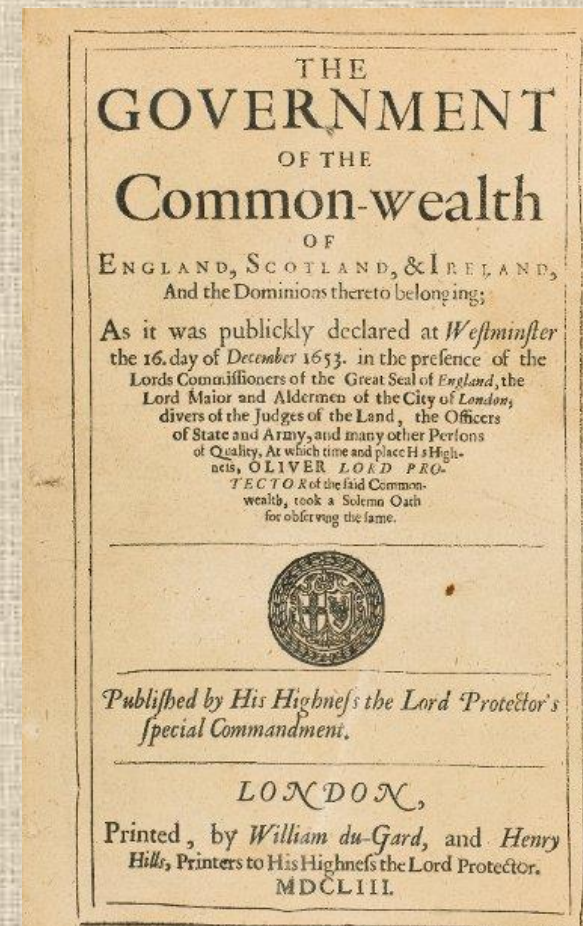 THE
GOVERNMENT
OF THE
Common-wealth
OF
ENGLAND, SCOTLAND, & IRELAND,
And the Dominions thereto belonging;
As it was publickly declared at Weſtminſter
the 16. day of December 1653. in the preſence of the
Lords Commiſſioners of the Great Seal of England, the
Lord Maior and Aldermen of the City of London;
divers of the Judges of the Land, the Officers
of State and Army, and many other Perſons
of Quality, At which time and place H s High-
neſs, OLIVER LORD PRO-
TECTOR of the ſaid Common-
wealth, took a Solemn Oath
for obſerving the ſame.
Publiſhed by His Highneſs the Lord Protector's
ſpecial Commandment.
LONDON,
Printed, by William du-Gard, and Henry
Hills, Printers to His Highneſs the Lord Protector.
MDCLIII.